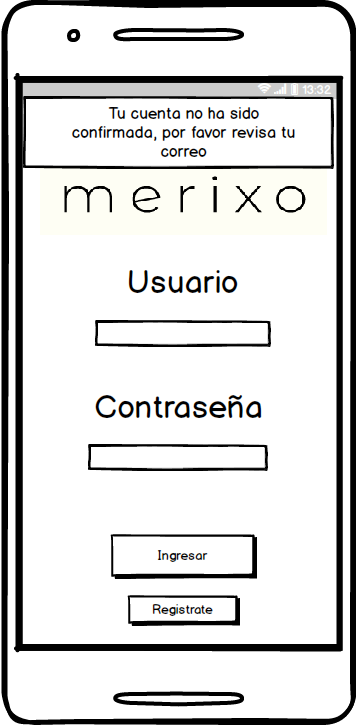 13:32
Tu cuenta no ha sido
confirmada, por favor revisa tu
correo
merixo
Usuario
Contraseña
Ingresar
Registrate